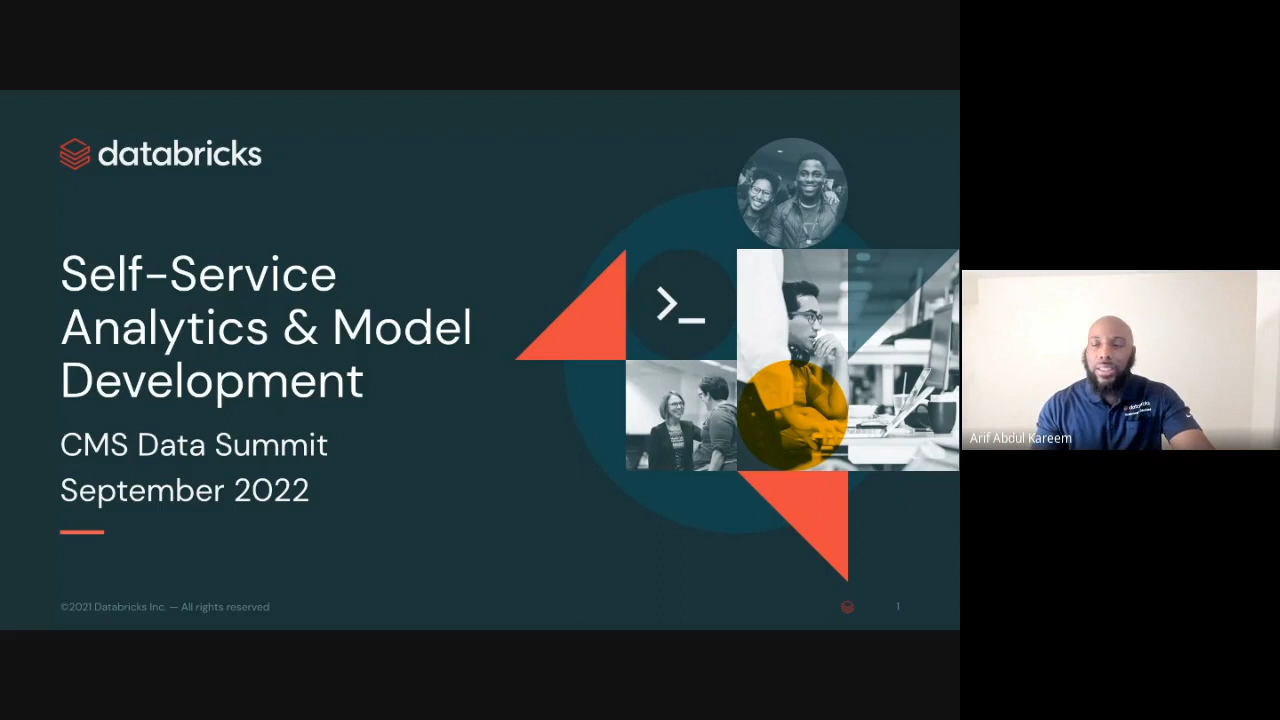 databricks
Self-Service
Analytics & Model
Development
CMS Data Summit
September 2022
©2021 Databricks Inc. — All rights reserved
1
>_
Arif Abdul Kareem
databricks